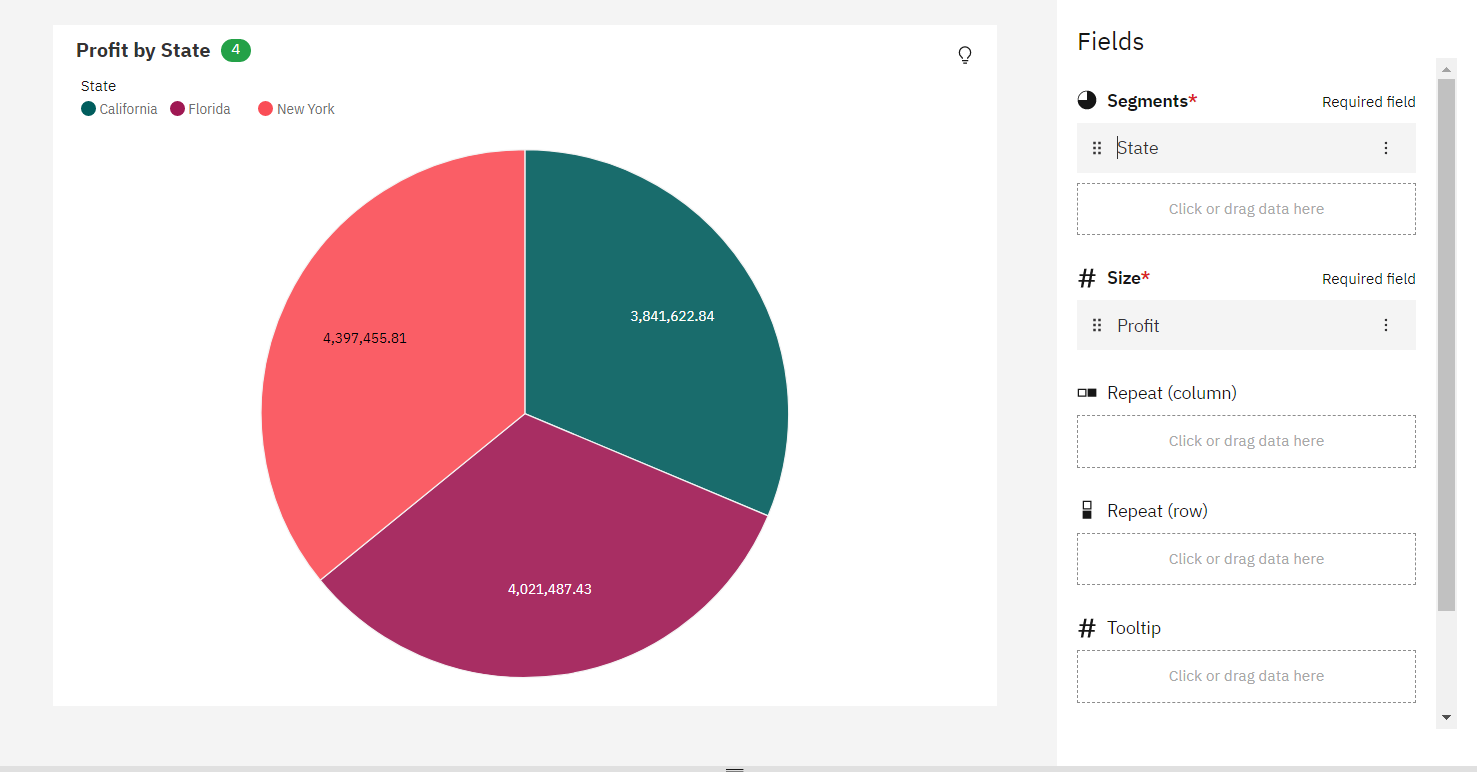 Profit by State 4
State
California Florida New York
3,841,622.84
4,397,455.81
4,021,487.43
Fields
Segments* Required field
State
Click or drag data here
Size* Required field
Profit
Repeat (column)
Click or drag data here
Repeat (row)
Click or drag data here
Tooltip
Click or drag data here